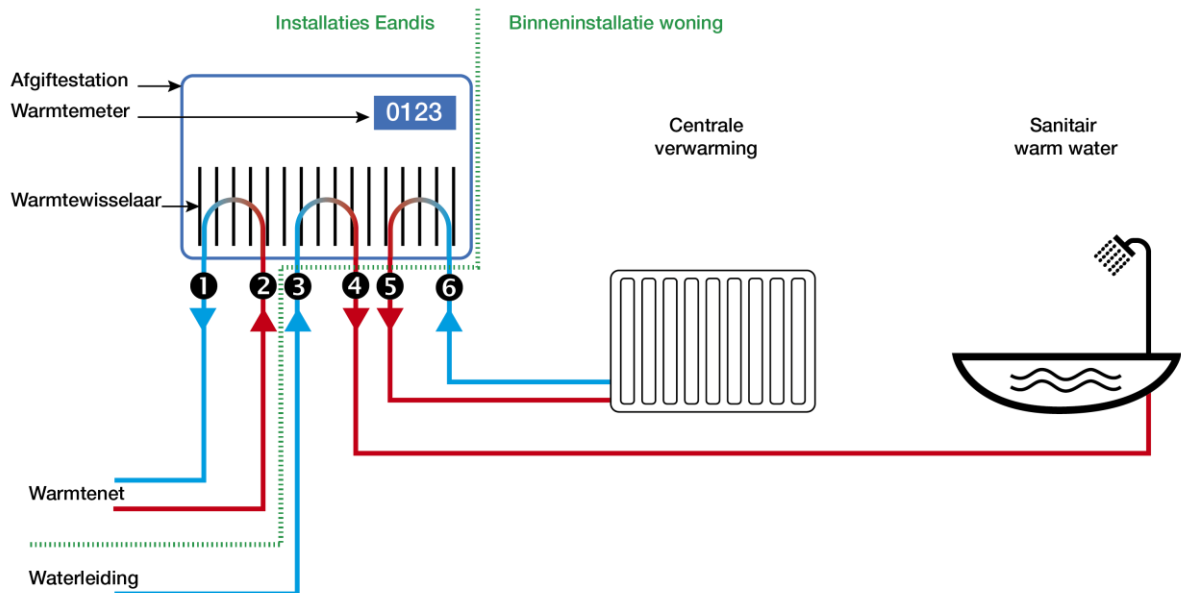 Installaties Eandis
Binneninstallatie woning
Afgiftestation
Warmtemeter
0123
Centrale
verwarming
Sanitair
warm water
Warmtewisselaar
1 2 3 4 5 6
Warmtenet
Waterleiding